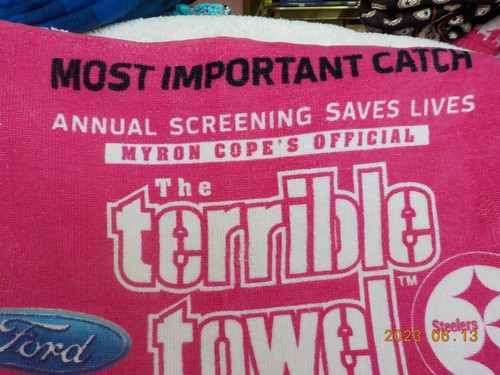 MOST IMPORTANT CATCH
ANNUAL SCREENING SAVES LIVES
MYRON COPE'S OFFICIAL
The
terrible
towel
TM
Ford
Steelers
2023 06.13